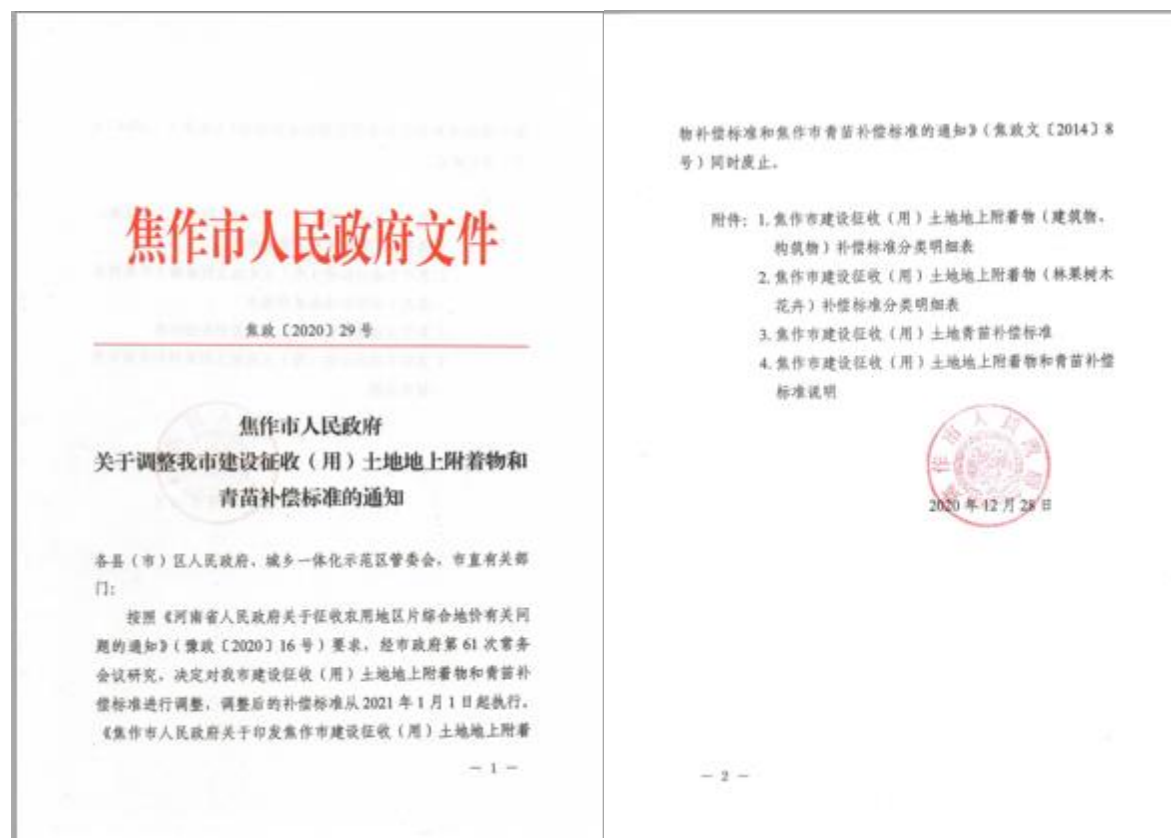 焦作市人民政府文件
焦政〔2020〕29号
焦作市人民政府
关于调整我市建设征收（用）土地地上附着物和
青苗补偿标准的通知
各县（市）区人民政府、城乡一体化示范区管委会，市直有关部
门：
按照《河南省人民政府关于征收农用地区片综合地价有关问
题的通知》（豫政〔2020〕16号）要求，经市政府第61次常务
会议研究，决定对我市建设征收（用）土地地上附着物和青苗补
偿标准进行调整，调整后的补偿标准从2021年1月1日起执行。
《焦作市人民政府关于印发焦作市建设征收（用）土地地上附着
— 1 —
物补偿标准和焦作市青苗补偿标准的通知》（焦政文〔2014〕8
号）同时废止。
附件：1.焦作市建设征收（用）土地地上附着物（建筑物、
构筑物）补偿标准分类明细表
2.焦作市建设征收（用）土地地上附着物（林果树木
花卉）补偿标准分类明细表
3.焦作市建设征收（用）土地青苗补偿标准
4.焦作市建设征收（用）土地地上附着物和青苗补偿
标准说明
焦作市人民政府
2020年12月28日
— 2 —